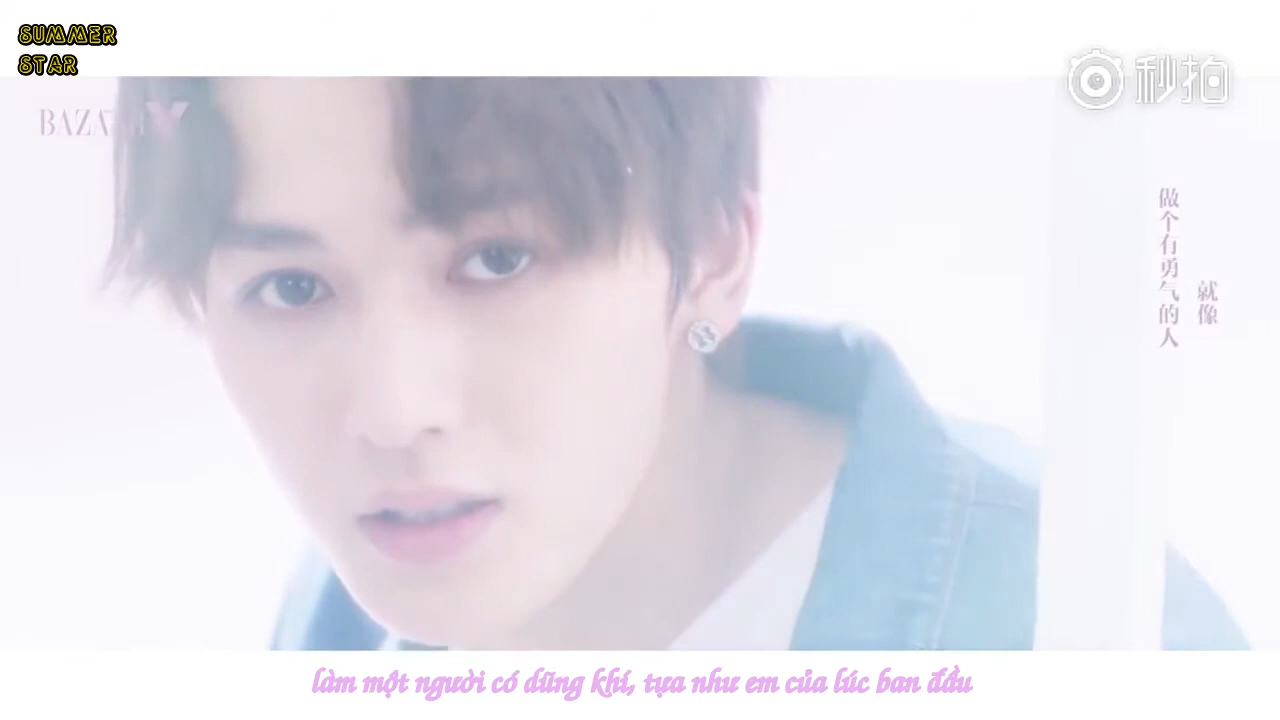 SUMMER
STAR
秒拍
BAZAAR
就像
做个有勇气的人
làm một người có dũng khí, tựa như em của lúc ban đầu